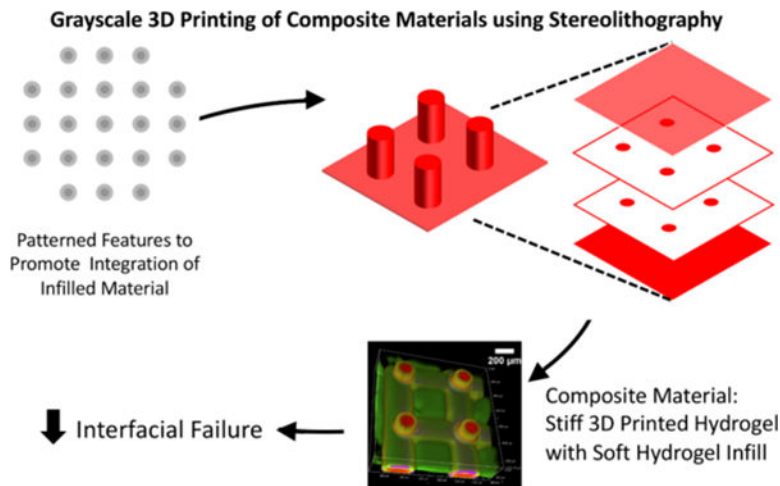 Grayscale 3D Printing of Composite Materials using Stereolithography
Patterned Features to
Promote Integration of
Infilled Material
200 µm
Composite Material:
Stiff 3D Printed Hydrogel
with Soft Hydrogel Infill
Interfacial Failure